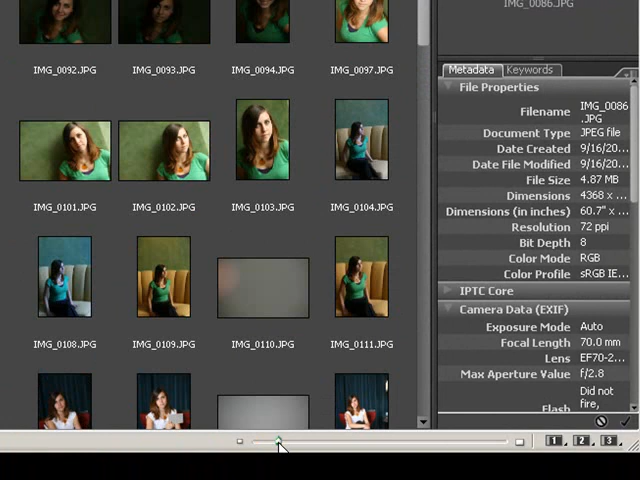 IMG_0086.JPG
IMG_0092.JPG IMG_0093.JPG IMG_0094.JPG IMG_0097.JPG
Metadata Keywords
File Properties
Filename IMG_0086
.JPG
Document Type JPEG file
Date Created 9/16/20...
Date File Modified 9/16/20...
File Size 4.87 MB
Dimensions 4368 x ...
Dimensions (in inches) 60.7" x ...
Resolution 72 ppi
Bit Depth 8
Color Mode RGB
Color Profile sRGB IE...
IPTC Core
Camera Data (EXIF)
Exposure Mode Auto
Focal Length 70.0 mm
Lens EF70-2...
Max Aperture Value f/2.8
Flash Did not
fire,
IMG_0101.JPG IMG_0102.JPG IMG_0103.JPG IMG_0104.JPG
IMG_0108.JPG IMG_0109.JPG IMG_0110.JPG IMG_0111.JPG
1 2 3